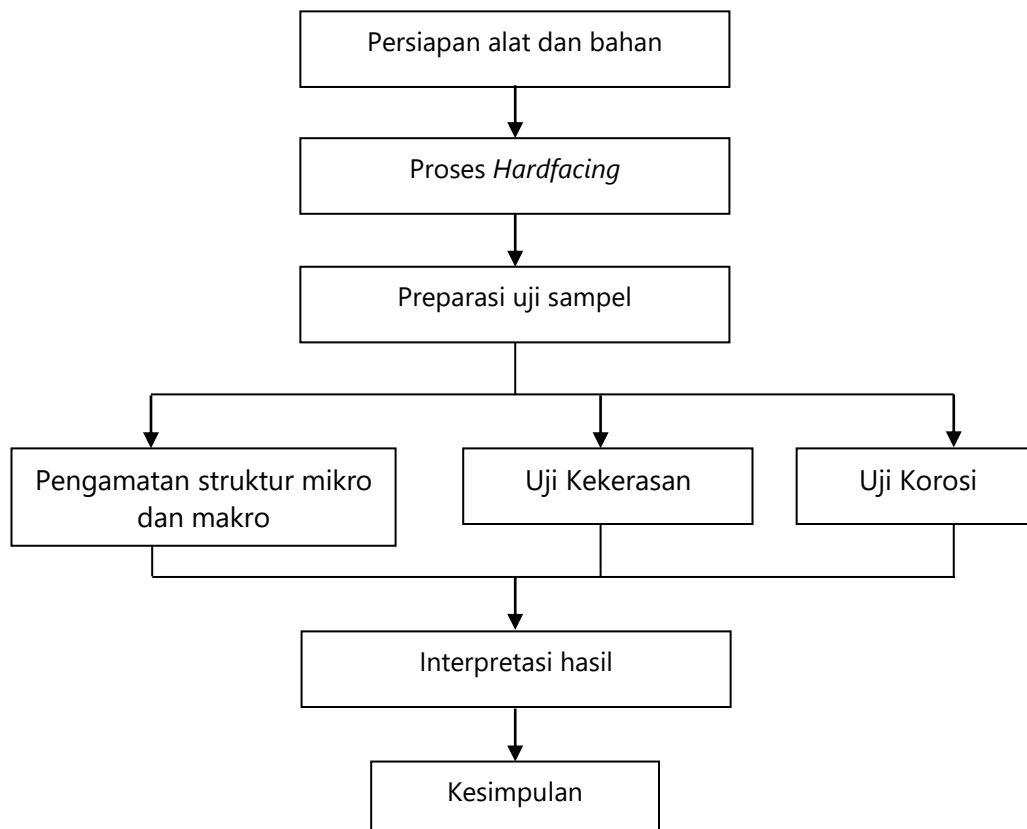 Persiapan alat dan bahan
Proses Hardfacing
Preparasi uji sampel
Pengamatan struktur mikro
dan makro
Uji Kekerasan
Uji Korosi
Interpretasi hasil
Kesimpulan